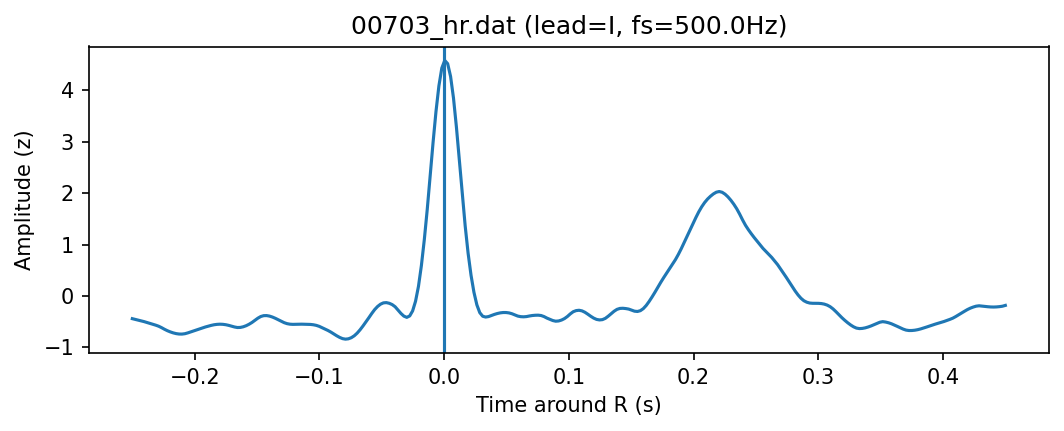 00703_hr.dat (lead=I, fs=500.0Hz)
Amplitude (z)
4
3
2
1
0
−1
−0.2 −0.1 0.0 0.1 0.2 0.3 0.4
Time around R (s)